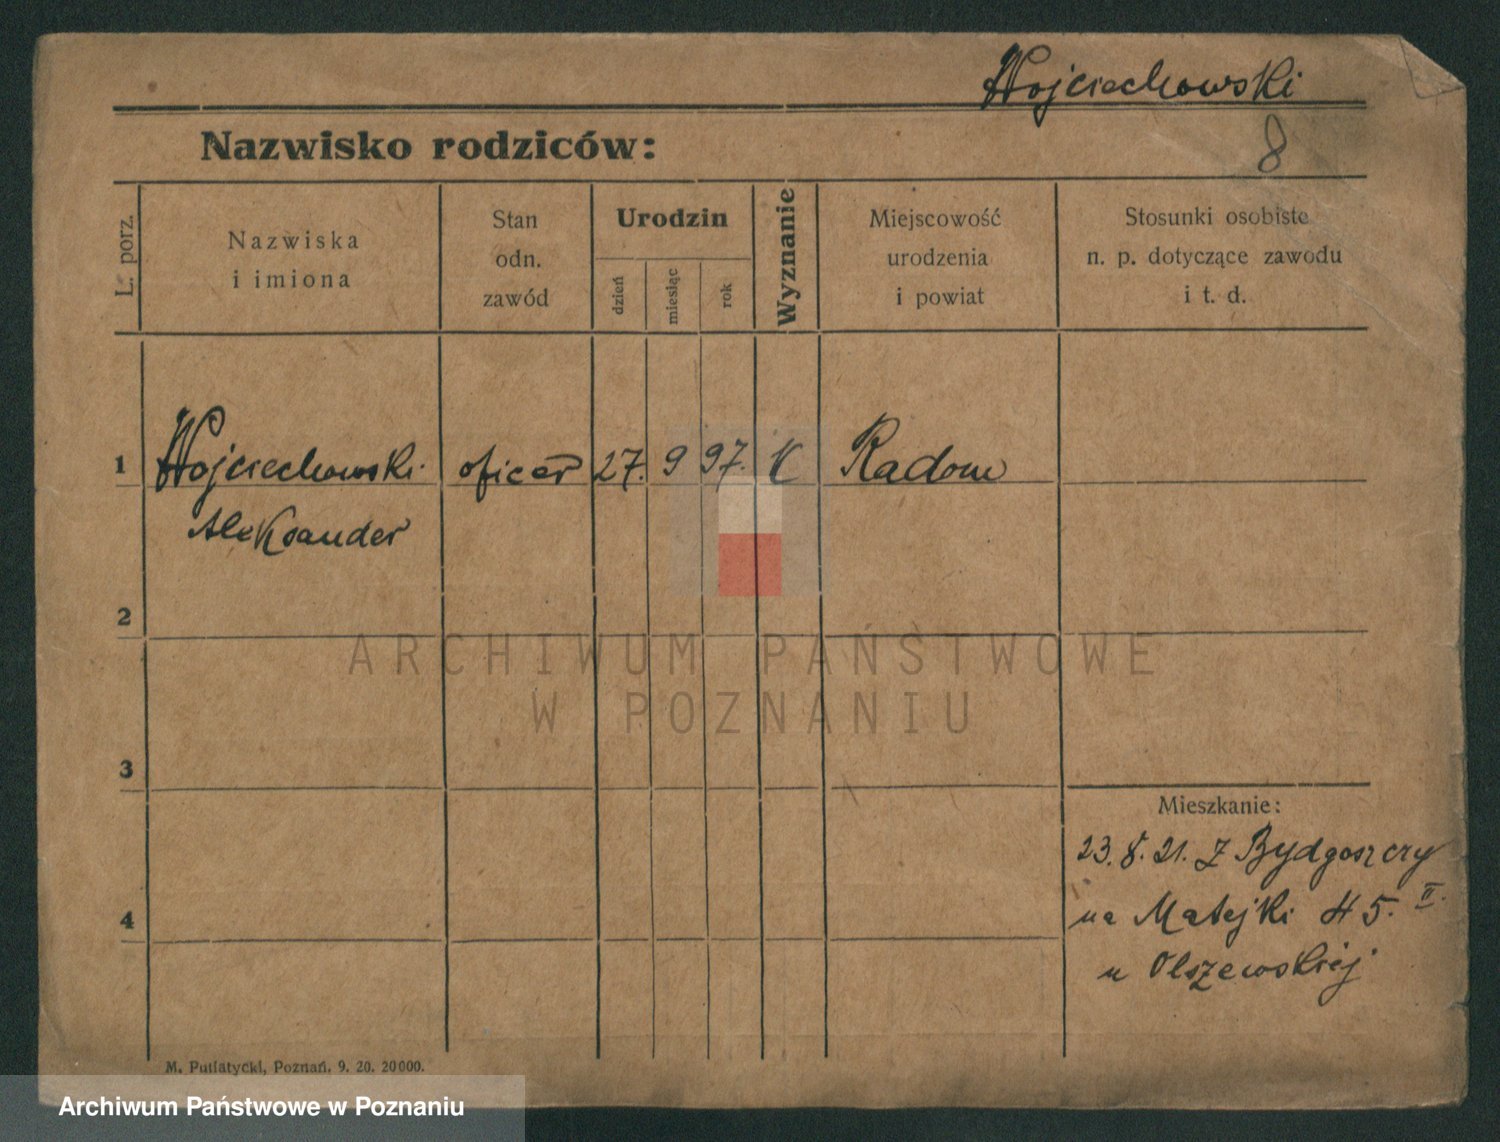 Wojciechowski
8
Nazwisko rodziców:
L. porz.
Nazwiska
i imiona
Stan
odn.
zawód
Urodzin
dzień
miesiąc
rok
Wyznanie
Miejscowość
urodzenia
i powiat
Stosunki osobiste
n. p. dotyczące zawodu
i t. d.
1
Wojciechowski
oficer 27. 9 97. K Radom
Aleksander
2
ARCHIWUM PAŃSTWOWE
W POZNANIU
3
Mieszkanie:
23. 8. 21. z Bydgoszczy
4
na Matejki 45. II.
u Olszewskiej
M. Putiatycki, Poznań. 9. 20. 20000.
Archiwum Państwowe w Poznaniu